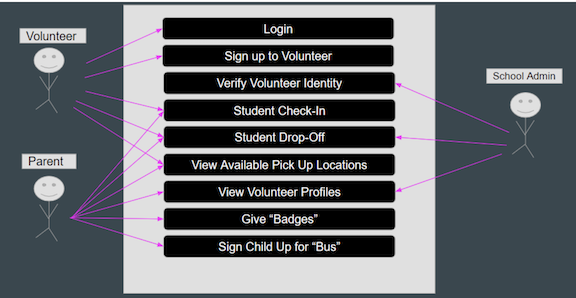 Volunteer
Login
Sign up to Volunteer
Verify Volunteer Identity
School Admin
Student Check-In
Student Drop-Off
Parent
View Available Pick Up Locations
View Volunteer Profiles
Give “Badges”
Sign Child Up for “Bus”